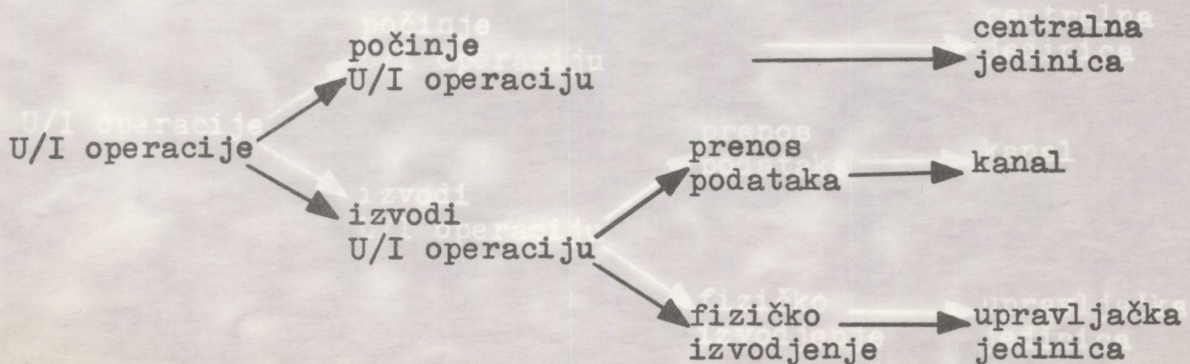 počinje
U/I operaciju
centralna
jedinica
U/I operacije
prenos
podataka
kanal
izvodi
U/I operaciju
fizičko
izvodjenje
upravljačka
jedinica